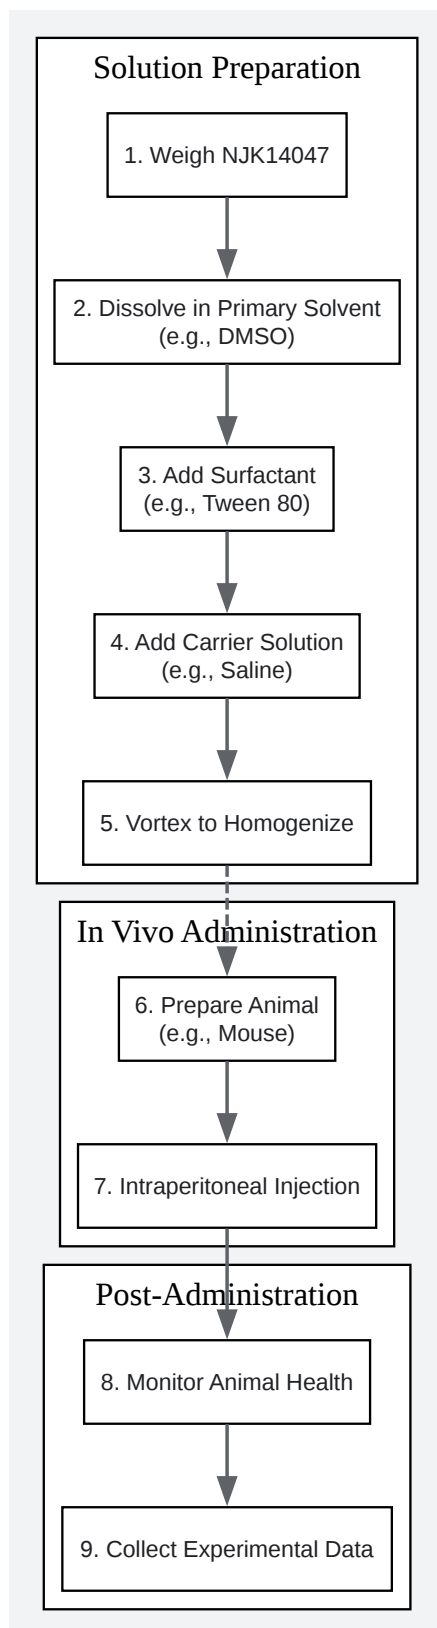 Solution Preparation
1. Weigh NJK14047
2. Dissolve in Primary Solvent
(e.g., DMSO)
3. Add Surfactant
(e.g., Tween 80)
4. Add Carrier Solution
(e.g., Saline)
5. Vortex to Homogenize
In Vivo Administration
6. Prepare Animal
(e.g., Mouse)
7. Intraperitoneal Injection
Post-Administration
8. Monitor Animal Health
9. Collect Experimental Data